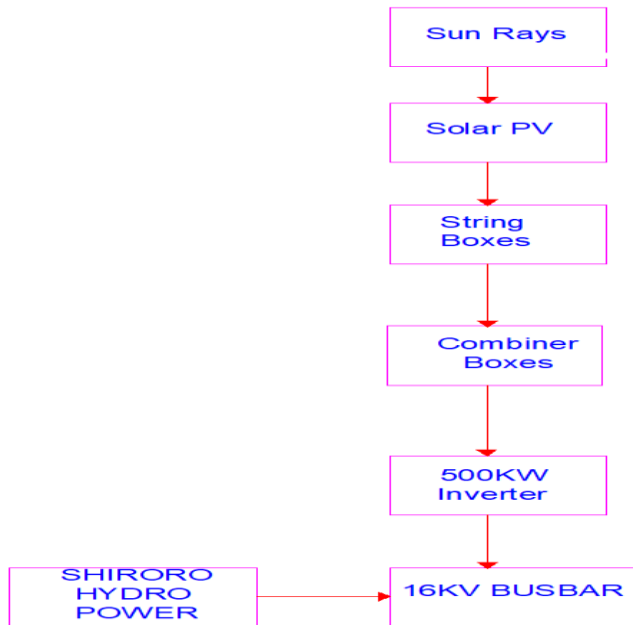 Sun Rays
Solar PV
String
Boxes
Combiner
Boxes
500KW
Inverter
SHIRORO
HYDRO
POWER
16KV BUSBAR